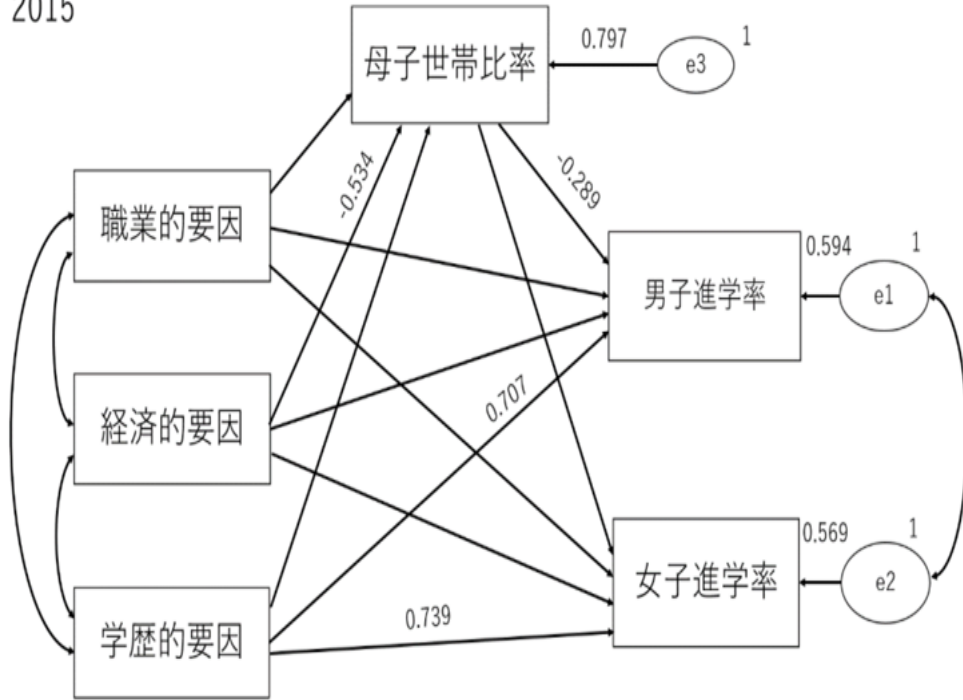 2015
母子世帯比率
0.797
e3
1
-0.534
-0.289
職業的要因
男子進学率
0.594
e1
1
経済的要因
0.707
学歴的要因
0.739
女子進学率
0.569
e2
1